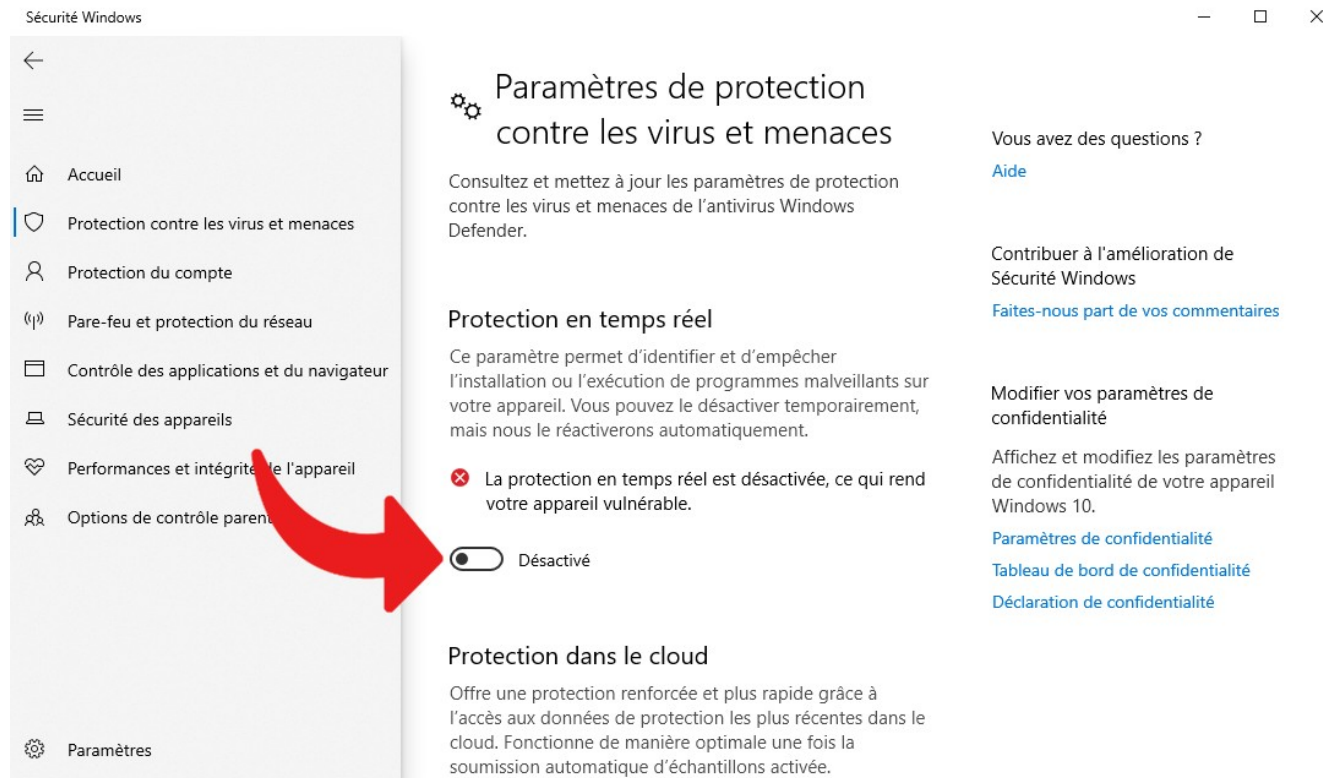 Sécurité Windows
Accueil
Protection contre les virus et menaces
Protection du compte
Pare-feu et protection du réseau
Contrôle des applications et du navigateur
Sécurité des appareils
Performances et intégrité de l'appareil
Options de contrôle
Paramètres
Paramètres de protection
contre les virus et menaces
Consultez et mettez à jour les paramètres de protection
contre les virus et menaces de l’antivirus Windows
Defender.
Protection en temps réel
Ce paramètre permet d’identifier et d’empêcher
l’installation ou l’exécution de programmes malveillants sur
votre appareil. Vous pouvez le désactiver temporairement,
mais nous le réactiverons automatiquement.
La protection en temps réel est désactivée, ce qui rend
votre appareil vulnérable.
Désactivé
Protection dans le cloud
Offre une protection renforcée et plus rapide grâce à
l’accès aux données de protection les plus récentes dans le
cloud. Fonctionne de manière optimale une fois la
soumission automatique d’échantillons activée.
Vous avez des questions ?
Aide
Contribuer à l'amélioration de
Sécurité Windows
Faites-nous part de vos commentaires
Modifier vos paramètres de
confidentialité
Affichez et modifiez les paramètres
de confidentialité de votre appareil
Windows 10.
Paramètres de confidentialité
Tableau de bord de confidentialité
Déclaration de confidentialité